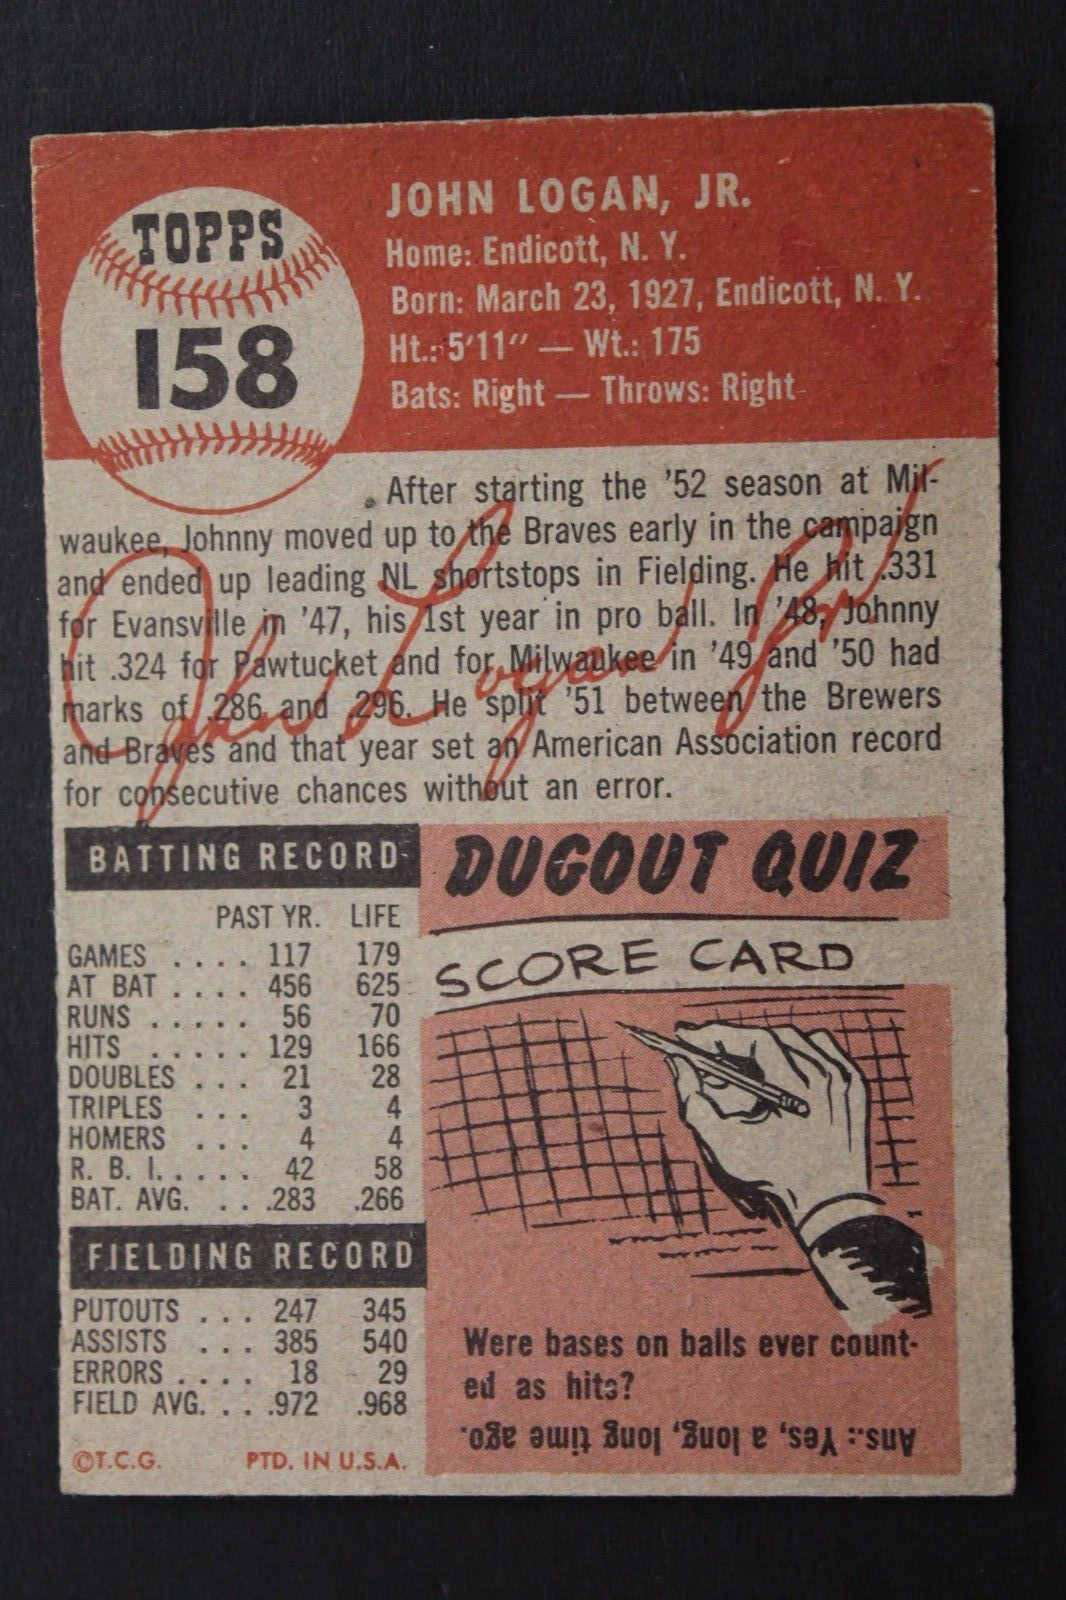 TOPPS
158
JOHN LOGAN, JR.
Home: Endicott, N. Y.
Born: March 23, 1927, Endicott, N. Y.
Ht.: 5'11" — Wt.: 175
Bats: Right — Throws: Right
After starting the '52 season at Mil-
waukee, Johnny moved up to the Braves early in the campaign
and ended up leading NL shortstops in Fielding. He hit .331
for Evansville in '47, his 1st year in pro ball. In '48, Johnny
hit .324 for Pawtucket and for Milwaukee in '49 and '50 had
marks of .286 and .296. He split '51 between the Brewers
and Braves and that year set an American Association record
for consecutive chances without an error.
John Logan Jr
BATTING RECORD
PAST YR. LIFE
GAMES .... 117 179
AT BAT .... 456 625
RUNS ..... 56 70
HITS ..... 129 166
DOUBLES ... 21 28
TRIPLES ... 3 4
HOMERS ... 4 4
R. B. I. .... 42 58
BAT. AVG. ... .283 .266
FIELDING RECORD
PUTOUTS ... 247 345
ASSISTS ... 385 540
ERRORS .... 18 29
FIELD AVG. ... .972 .968
©T.C.G. PTD. IN U.S.A.
DUGOUT QUIZ
SCORE CARD
Were bases on balls ever count-
ed as hits?
Ans.: Yes, a long, long time ago.